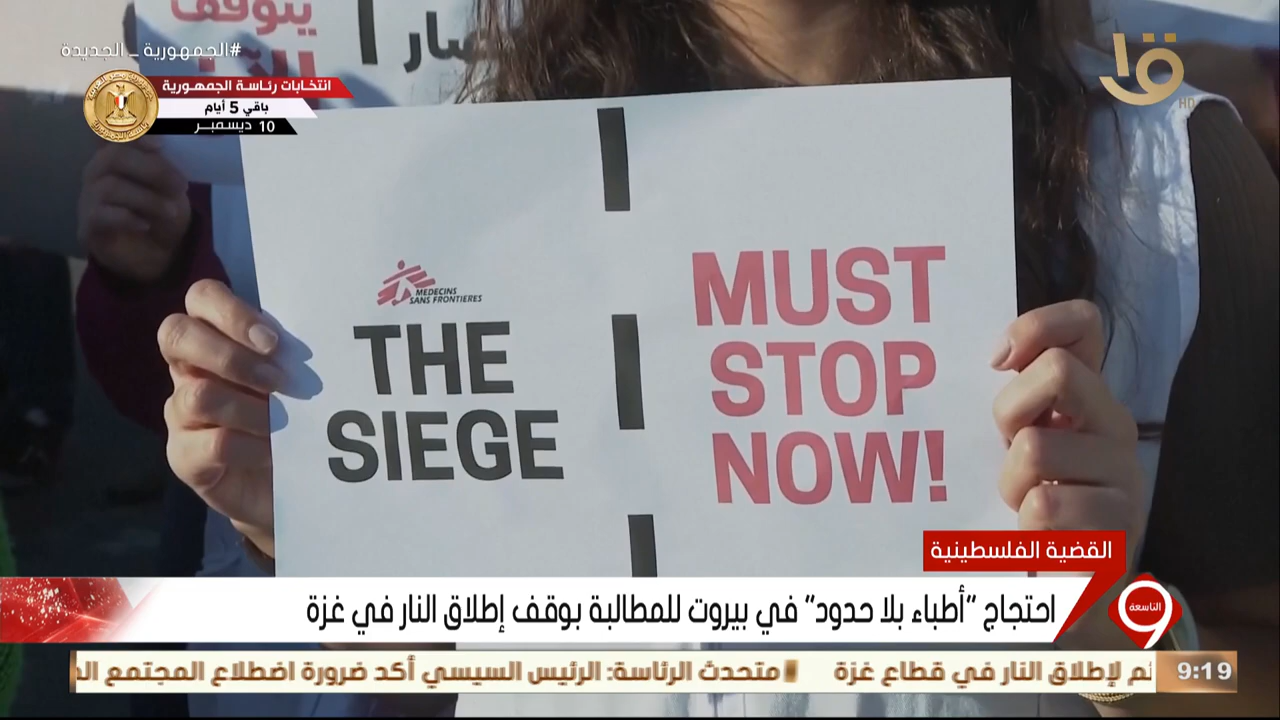 #الجمهورية_الجديدة
انتخابات رئاسة الجمهورية
باقي 5 أيام
10 ديسمبر
HD
MEDECINS
SANS FRONTIERES
THE
SIEGE
MUST
STOP
NOW!
القضية الفلسطينية
احتجاج "أطباء بلا حدود" في بيروت للمطالبة بوقف إطلاق النار في غزة
التاسعة
9
لإطلاق النار في قطاع غزة
متحدث الرئاسة: الرئيس السيسي أكد ضرورة اضطلاع المجتمع
9:19